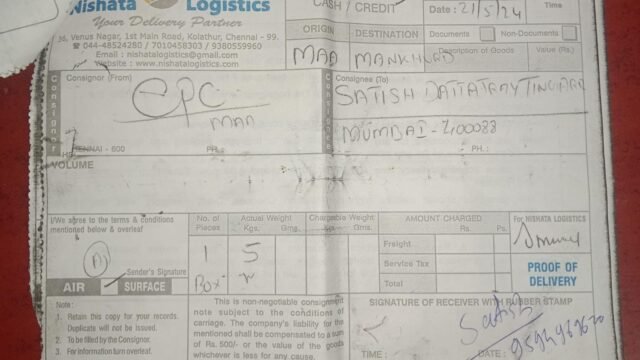 Nishata Logistics
Your Delivery Partner
36, Venus Nagar, 1st Main Road, Kolathur, Chennai - 99.
044-48524280 / 7010458303 / 9380559960
Email : nishatalogistics@gmail.com
Website : www.nishatalogistics.com
CASH / CREDIT
Date : 21/5/24
Time
ORIGIN
DESTINATION
Documents
Non-Documents
MAA
MANKHURD
Description of Goods
Value (Rs.)
Consignor
Consignor (From)
EPC
MAA
CHENNAI - 600
PH. :
Consignee
Consignee (To)
SATISH DATTATRAY
MUMBAI - 400088
PH. :
VOLUME
I/We agree to the terms & conditions
mentioned below & overleaf
Sender's Signature
AIR
SURFACE
No. of Pieces
Actual Weight
Kgs. Gms.
Chargeable Weight
Kgs. Gms.
1
5
Box
AMOUNT CHARGED
Rs. Ps.
Freight
Service Tax
Total
For NISHATA LOGISTICS
PROOF OF
DELIVERY
Note :
1. Retain this copy for your records.
Duplicate will not be issued.
2. To be filled by the Consignor.
3. For information turn overleaf.
This is non-negotiable consignment
note subject to the conditions of
carriage. The company's liability for the
mentioned shall be compensated to a sum
of Rs. 500/- or the value of the goods
whichever is less for any cause.
SIGNATURE OF RECEIVER WITH RUBBER STAMP
Satish
TIME :
DATE :